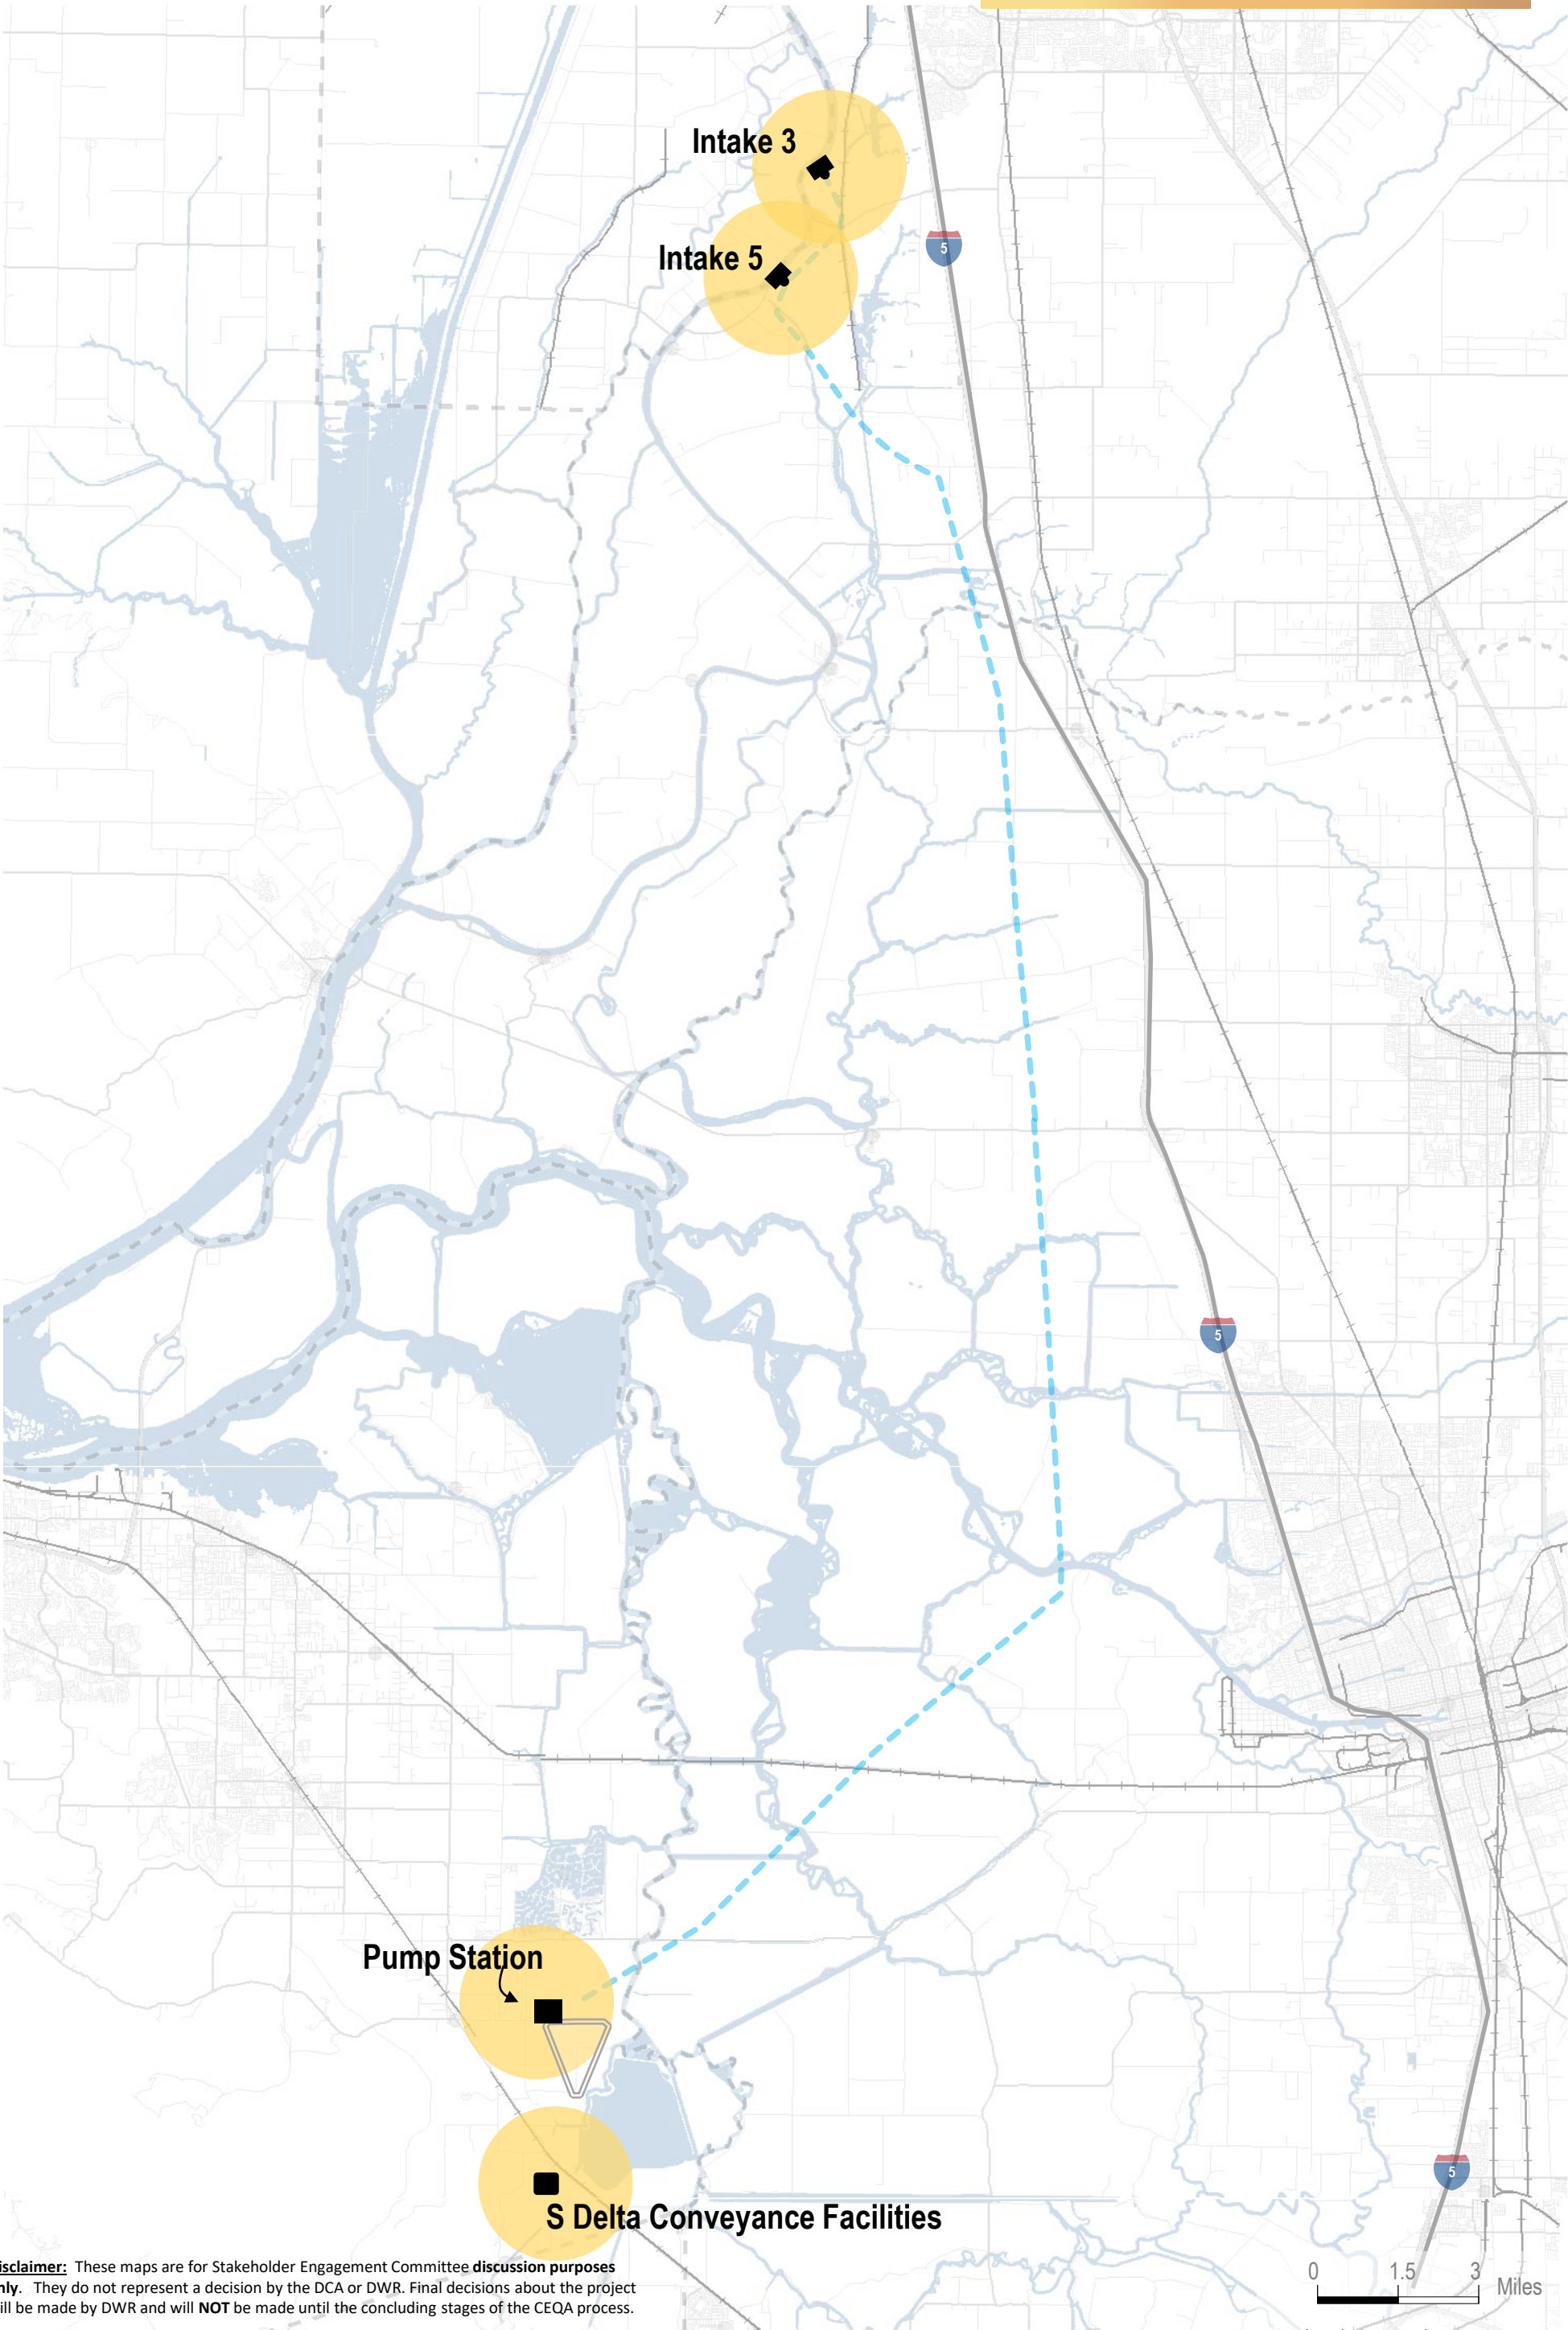 Intake 3
Intake 5
5
5
Pump Station
5
S Delta Conveyance Facilities
isclaimer: These maps are for Stakeholder Engagement Committee discussion purposes
nly. They do not represent a decision by the DCA or DWR. Final decisions about the project
ill be made by DWR and will NOT be made until the concluding stages of the CEQA process.
0 1.5 3
Miles